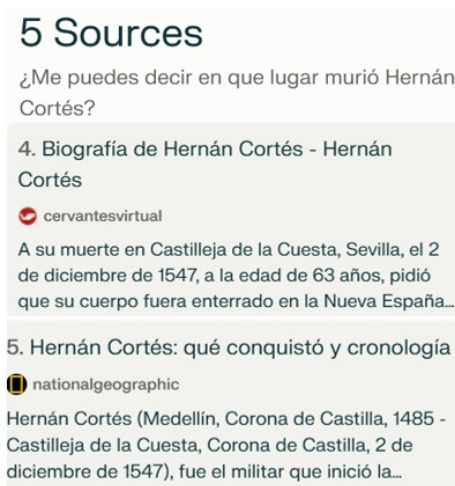 5 Sources
¿Me puedes decir en que lugar murió Hernán
Cortés?
4. Biografía de Hernán Cortés - Hernán
Cortés
cervantesvirtual
A su muerte en Castilleja de la Cuesta, Sevilla, el 2
de diciembre de 1547, a la edad de 63 años, pidió
que su cuerpo fuera enterrado en la Nueva España...
5. Hernán Cortés: qué conquistó y cronología
nationalgeographic
Hernán Cortés (Medellín, Corona de Castilla, 1485 -
Castilleja de la Cuesta, Corona de Castilla, 2 de
diciembre de 1547), fue el militar que inició la...